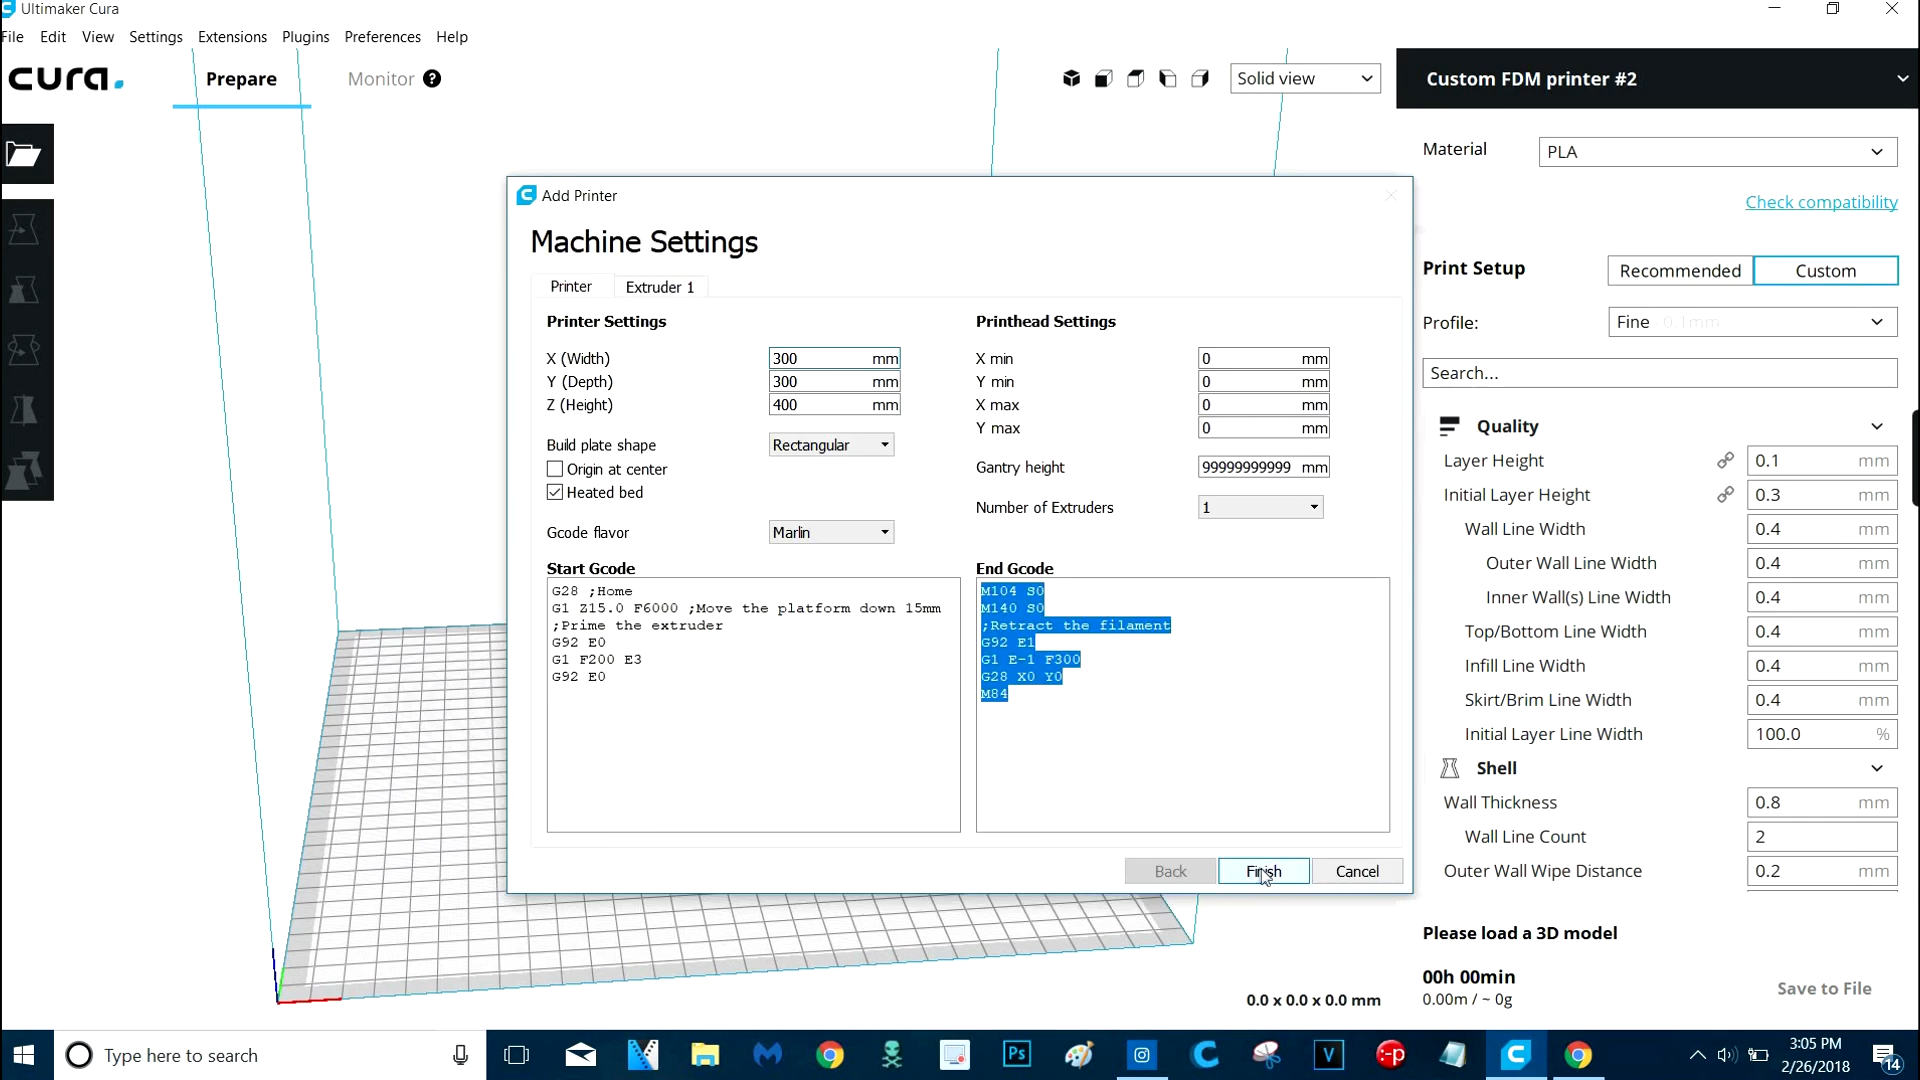 Ultimaker Cura
File Edit View Settings Extensions Plugins Preferences Help
cura.
Prepare
Monitor ?
Solid view
Custom FDM printer #2
Material
PLA
Check compatibility
Print Setup
Recommended
Custom
Profile:
Fine 0.1mm
Search...
Quality
Layer Height 0.1 mm
Initial Layer Height 0.3 mm
Wall Line Width 0.4 mm
Outer Wall Line Width 0.4 mm
Inner Wall(s) Line Width 0.4 mm
Top/Bottom Line Width 0.4 mm
Infill Line Width 0.4 mm
Skirt/Brim Line Width 0.4 mm
Initial Layer Line Width 100.0 %
Shell
Wall Thickness 0.8 mm
Wall Line Count 2
Outer Wall Wipe Distance 0.2 mm
Please load a 3D model
00h 00min
0.00m / ~ 0g
Save to File
Add Printer
Machine Settings
Printer
Extruder 1
Printer Settings
X (Width) 300 mm
Y (Depth) 300 mm
Z (Height) 400 mm
Build plate shape Rectangular
Origin at center
Heated bed
Gcode flavor Marlin
Printhead Settings
X min 0 mm
Y min 0 mm
X max 0 mm
Y max 0 mm
Gantry height 99999999999 mm
Number of Extruders 1
Start Gcode
G28 ;Home
G1 Z15.0 F6000 ;Move the platform down 15mm
;Prime the extruder
G92 E0
G1 F200 E3
G92 E0
End Gcode
M104 S0
M140 S0
;Retract the filament
G92 E1
G1 E-1 F300
G28 X0 Y0
M84
Back
Finish
Cancel
0.0 x 0.0 x 0.0 mm
Type here to search
Ps
V
:-p
3:05 PM
2/26/2018
14